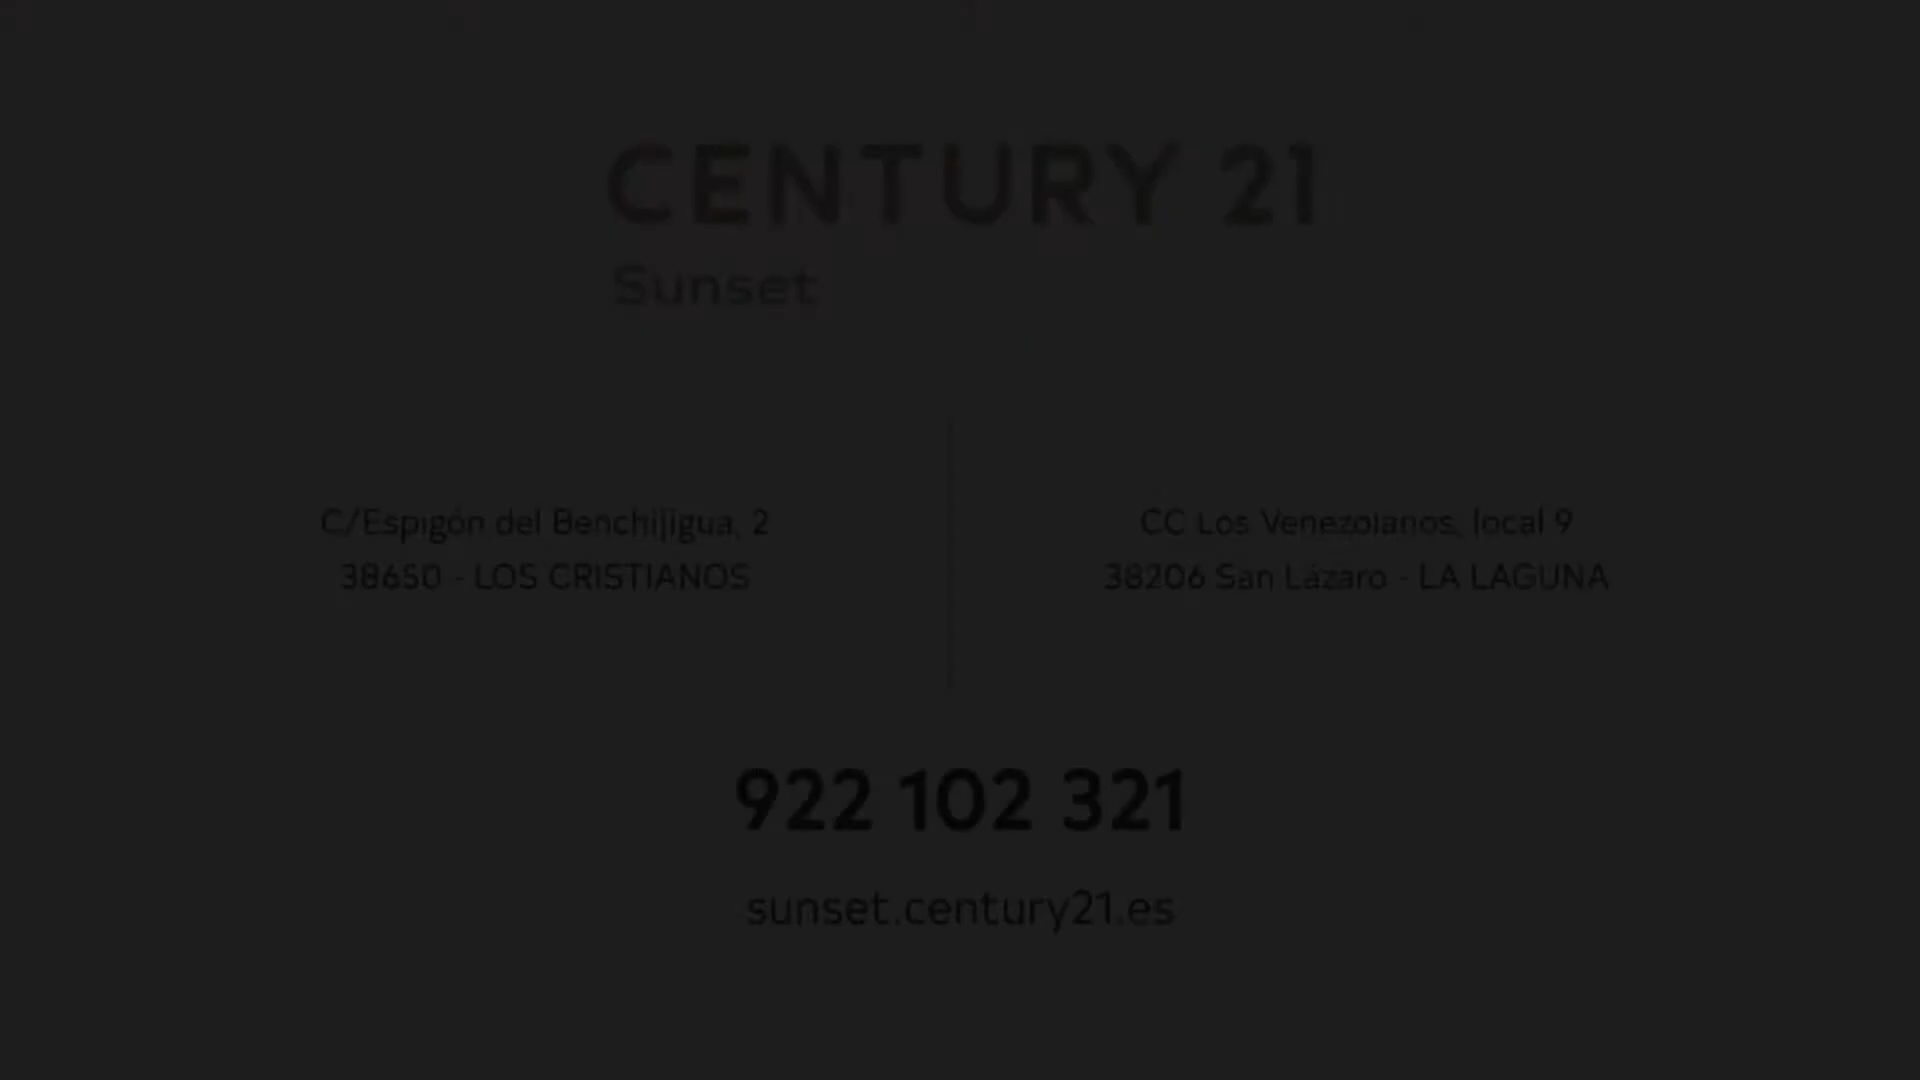 CENTURY 21
Sunset
C/Espigón del Benchijigua, 2
38650 - LOS CRISTIANOS
CC Los Venezolanos, local 9
38206 San Lázaro - LA LAGUNA
922 102 321
sunset.century21.es